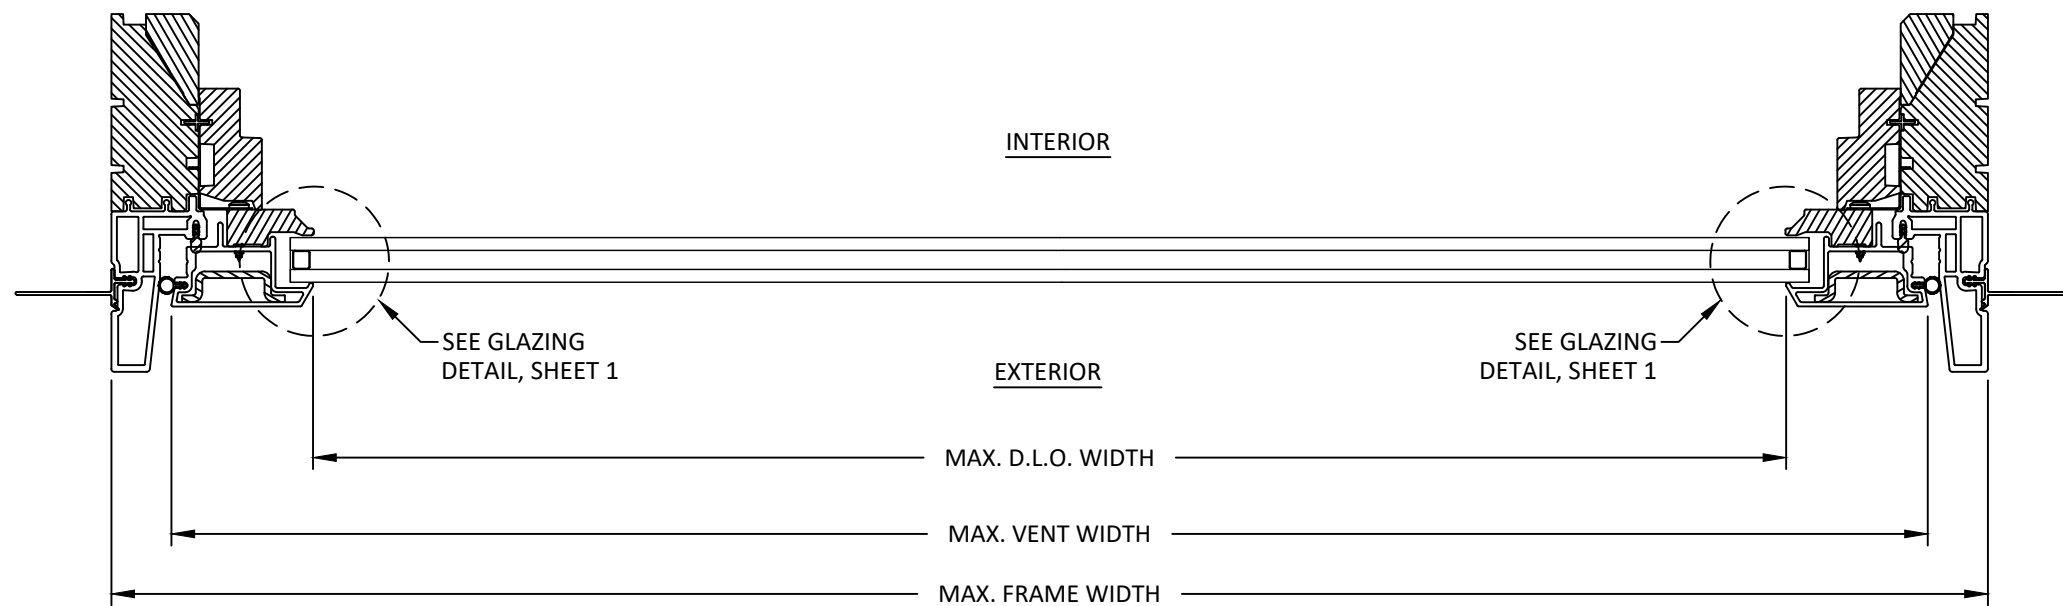 INTERIOR
SEE GLAZING
DETAIL, SHEET 1
SEE GLAZING
DETAIL, SHEET 1
EXTERIOR
MAX. D.L.O. WIDTH
MAX. VENT WIDTH
MAX. FRAME WIDTH